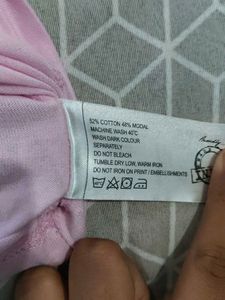 52% COTTON 48% MODAL
MACHINE WASH 40°C
WASH DARK COLOUR
SEPARATELY
DO NOT BLEACH
TUMBLE DRY LOW, WARM IRON
DO NOT IRON ON PRINT / EMBELLISHMENTS